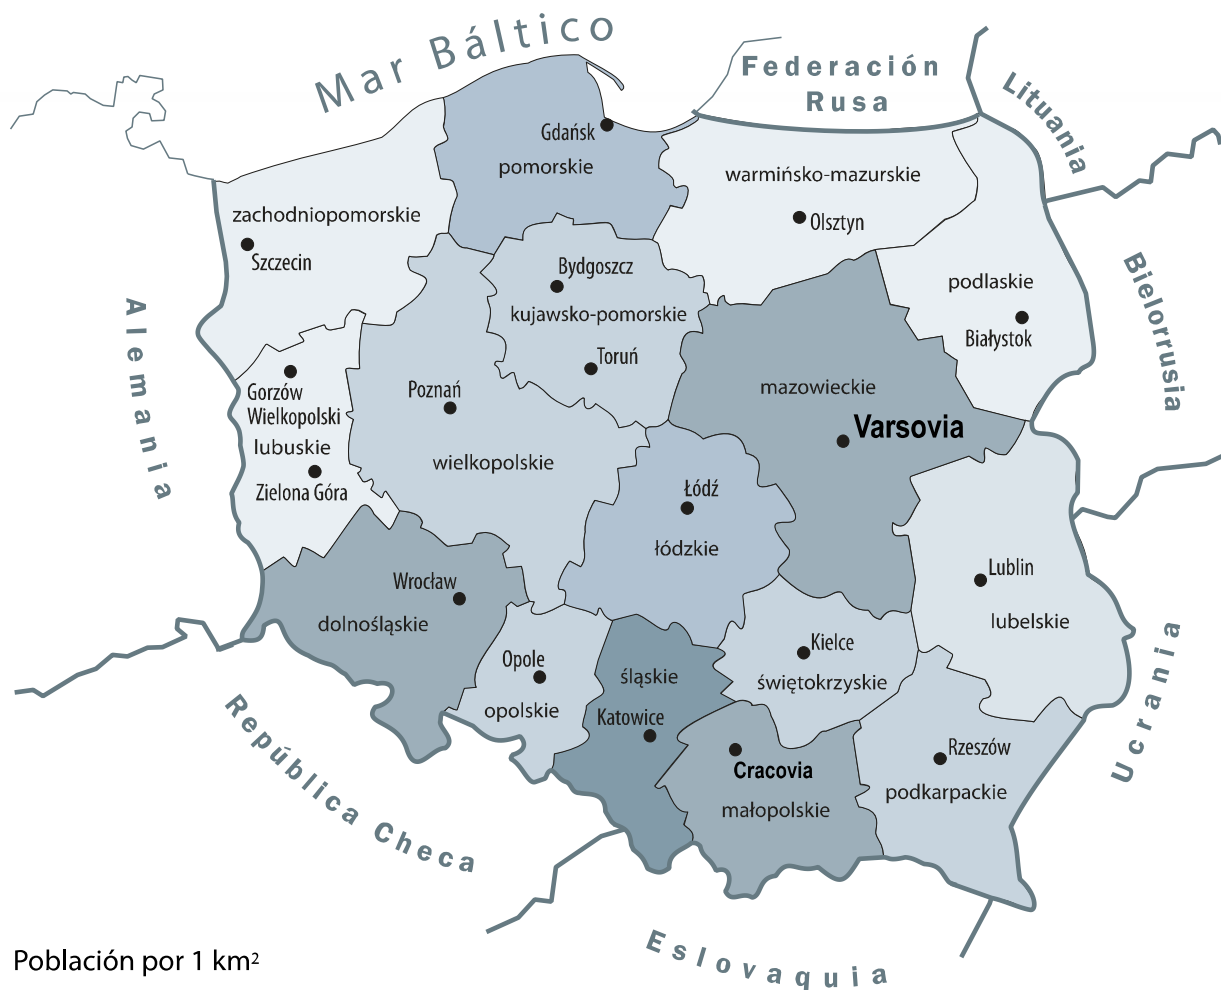 Mar Báltico
Federación
Rusa
Lituania
Gdańsk
pomorskie
warmińsko-mazurskie
zachodniopomorskie
Olsztyn
Szczecin
Bydgoszcz
podlaskie
Bielorrusia
kujawsko-pomorskie
Białystok
Alemania
Toruń
Gorzów
Wielkopolski
Poznań
mazowieckie
Varsovia
lubuskie
wielkopolskie
Zielona Góra
Łódź
łódzkie
Wrocław
Lublin
dolnośląskie
lubelskie
Ucrania
Kielce
Opole
śląskie
świętokrzyskie
opolskie
Katowice
República Checa
Rzeszów
Cracovia
podkarpackie
małopolskie
Eslovaquia
Población por 1 km²